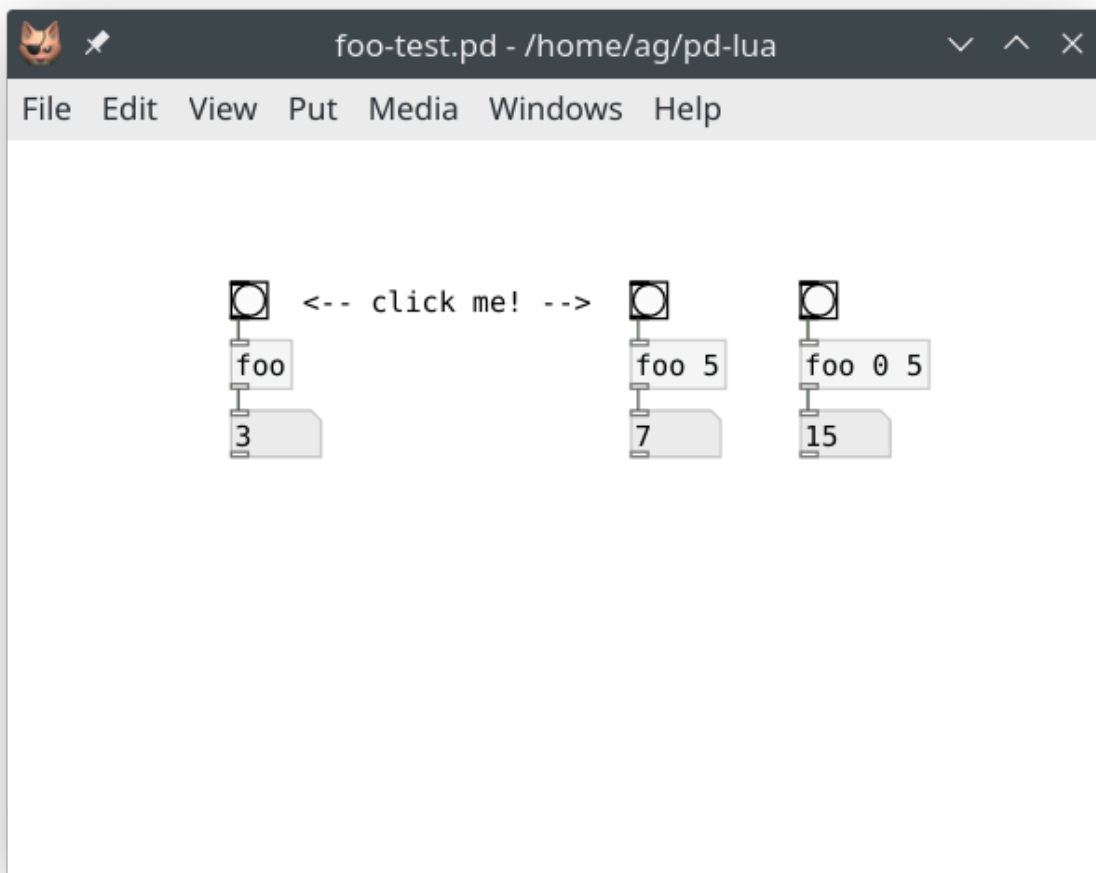 foo-test.pd - /home/ag/pd-lua
File Edit View Put Media Windows Help
<-- click me! -->
foo foo 5 foo 0 5
3 7 15